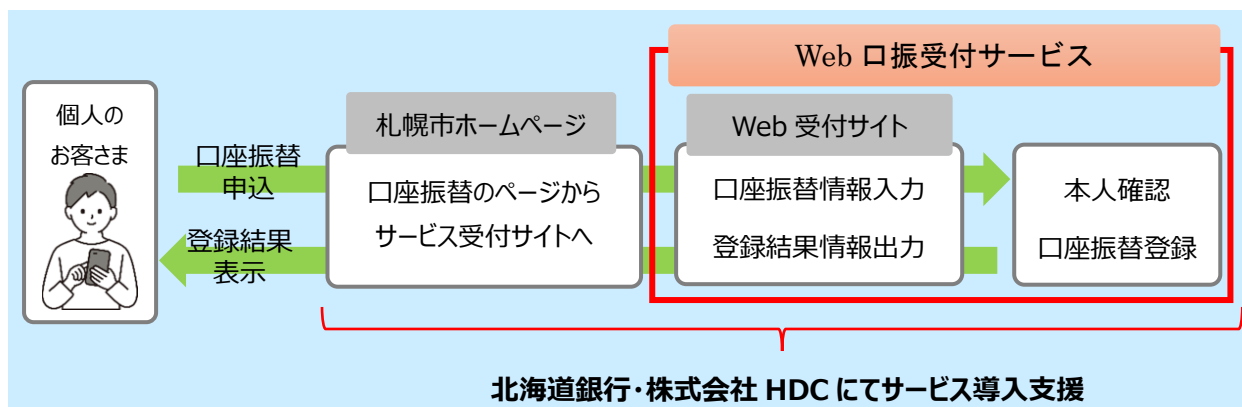 Web 口振受付サービス
個人の
お客さま
口座振替
申込
登録結果
表示
札幌市ホームページ
口座振替のページから
サービス受付サイトへ
Web 受付サイト
口座振替情報入力
登録結果情報出力
本人確認
口座振替登録
北海道銀行・株式会社 HDC にてサービス導入支援